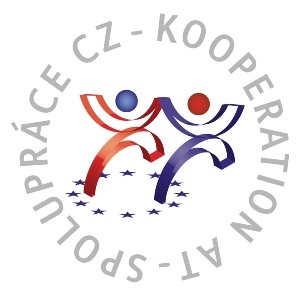 SPOLUPRÁCE CZ - KOOPERATION AT -